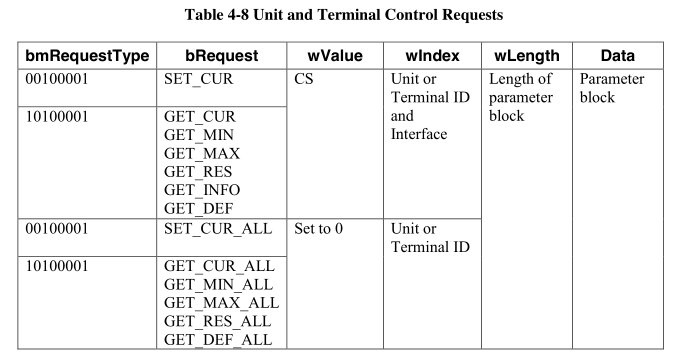 Table 4-8 Unit and Terminal Control Requests
bmRequestType bRequest wValue wIndex wLength Data
00100001 SET_CUR CS Unit or Length of Parameter
Terminal ID parameter block
10100001 GET_CUR and block
GET_MIN Interface
GET_MAX
GET_RES
GET_INFO
GET_DEF
00100001 SET_CUR_ALL Set to 0 Unit or
Terminal ID
10100001 GET_CUR_ALL
GET_MIN_ALL
GET_MAX_ALL
GET_RES_ALL
GET_DEF_ALL